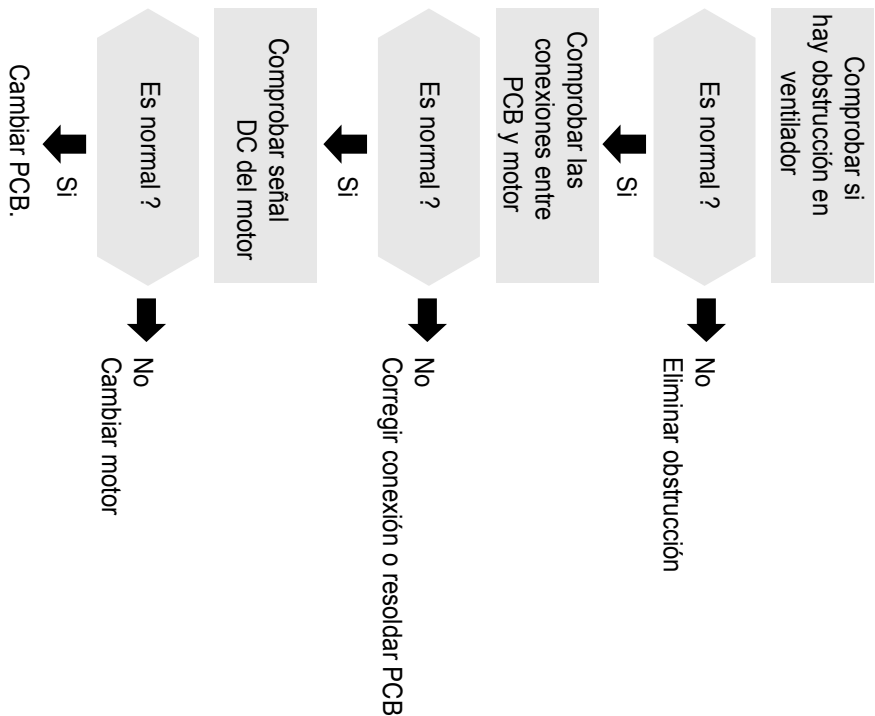 Comprobar si
hay obstrucción en
ventilador
Es normal ?
No
Eliminar obstrucción
Si
Comprobar las
conexiones entre
PCB y motor
Es normal ?
No
Corregir conexión o resoldar PCB
Si
Comprobar señal
DC del motor
Es normal ?
No
Cambiar motor
Si
Cambiar PCB.